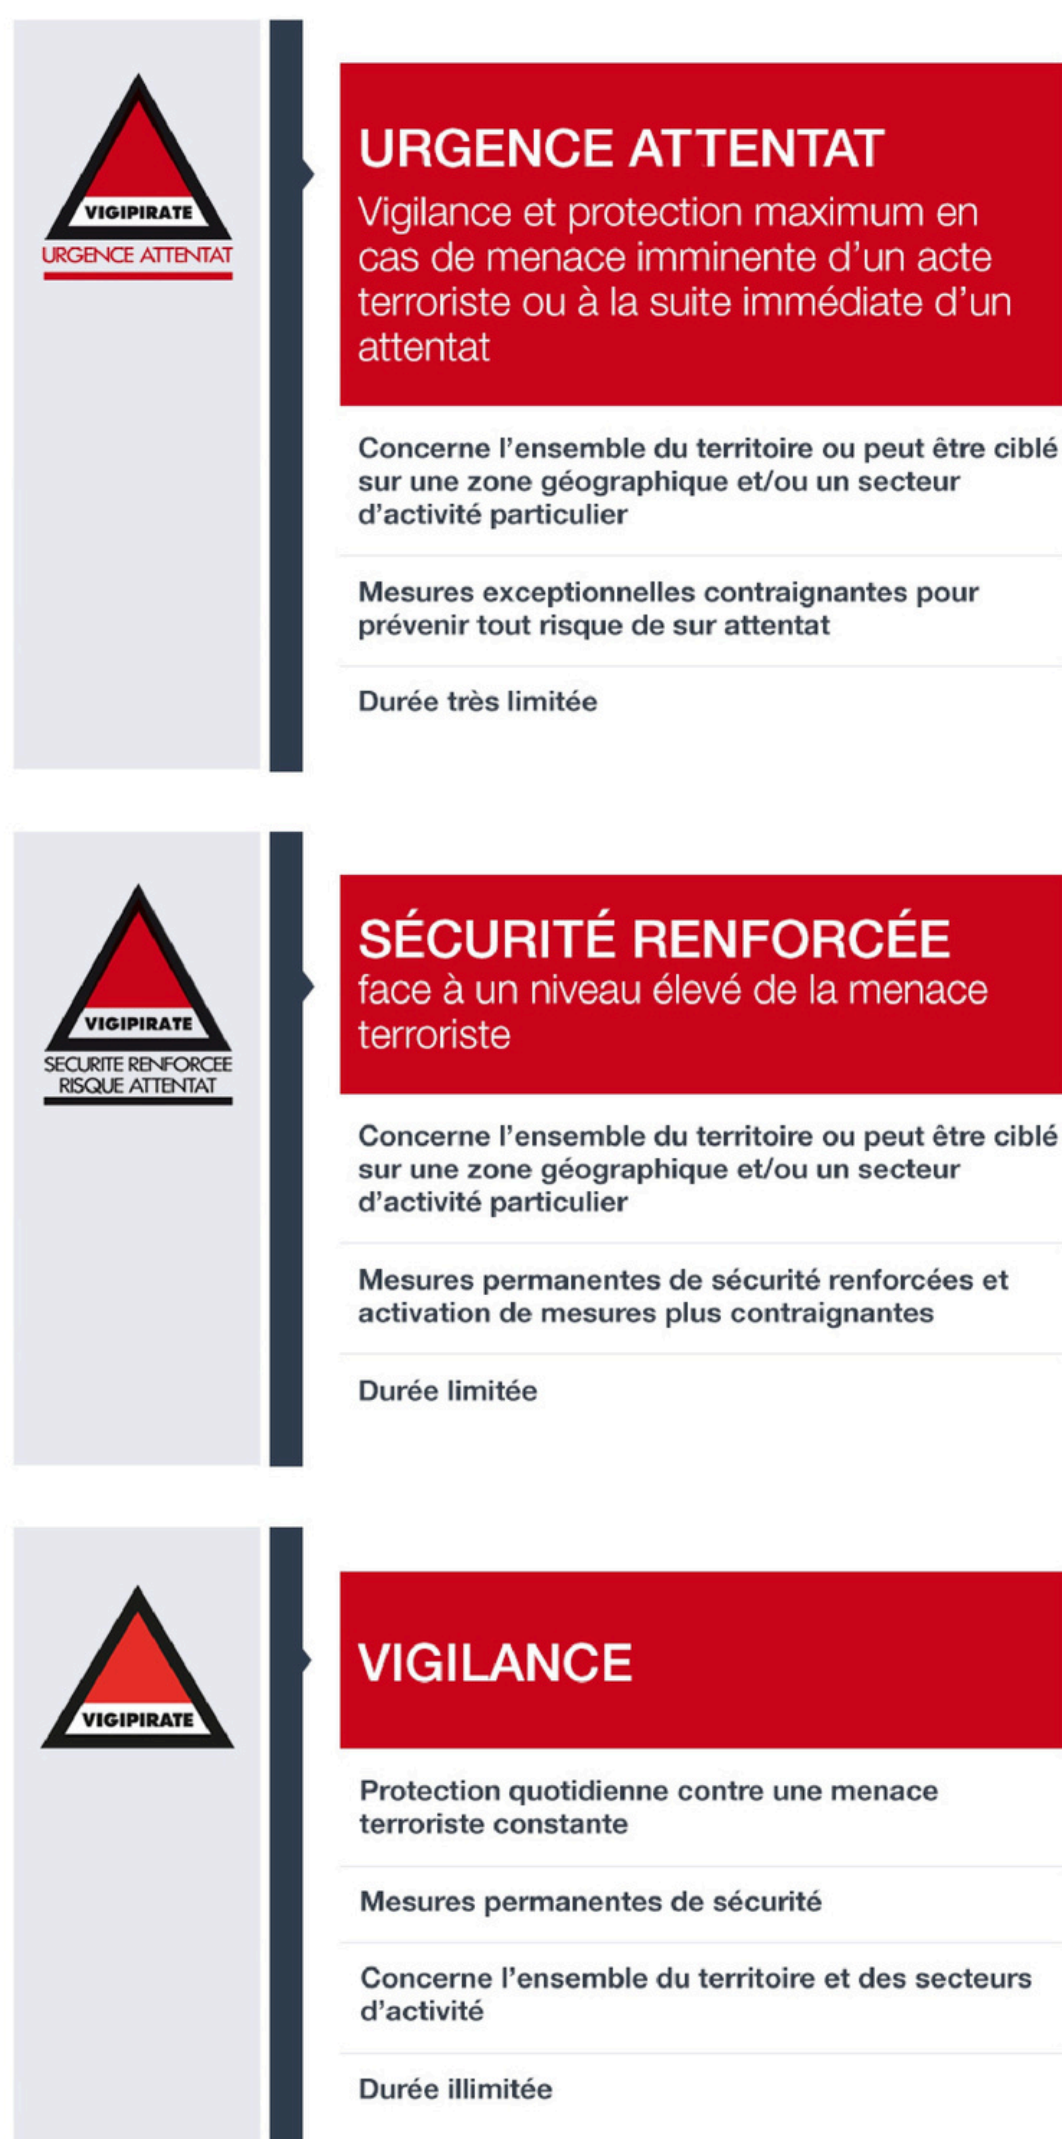 VIGIPIRATE
URGENCE ATTENTAT
URGENCE ATTENTAT
Vigilance et protection maximum en
cas de menace imminente d'un acte
terroriste ou à la suite immédiate d'un
attentat
Concerne l'ensemble du territoire ou peut être ciblé
sur une zone géographique et/ou un secteur
d'activité particulier
Mesures exceptionnelles contraignantes pour
prévenir tout risque de sur attentat
Durée très limitée
VIGIPIRATE
SECURITE RENFORCEE
RISQUE ATTENTAT
SÉCURITÉ RENFORCÉE
face à un niveau élevé de la menace
terroriste
Concerne l'ensemble du territoire ou peut être ciblé
sur une zone géographique et/ou un secteur
d'activité particulier
Mesures permanentes de sécurité renforcées et
activation de mesures plus contraignantes
Durée limitée
VIGIPIRATE
VIGILANCE
Protection quotidienne contre une menace
terroriste constante
Mesures permanentes de sécurité
Concerne l'ensemble du territoire et des secteurs
d'activité
Durée illimitée